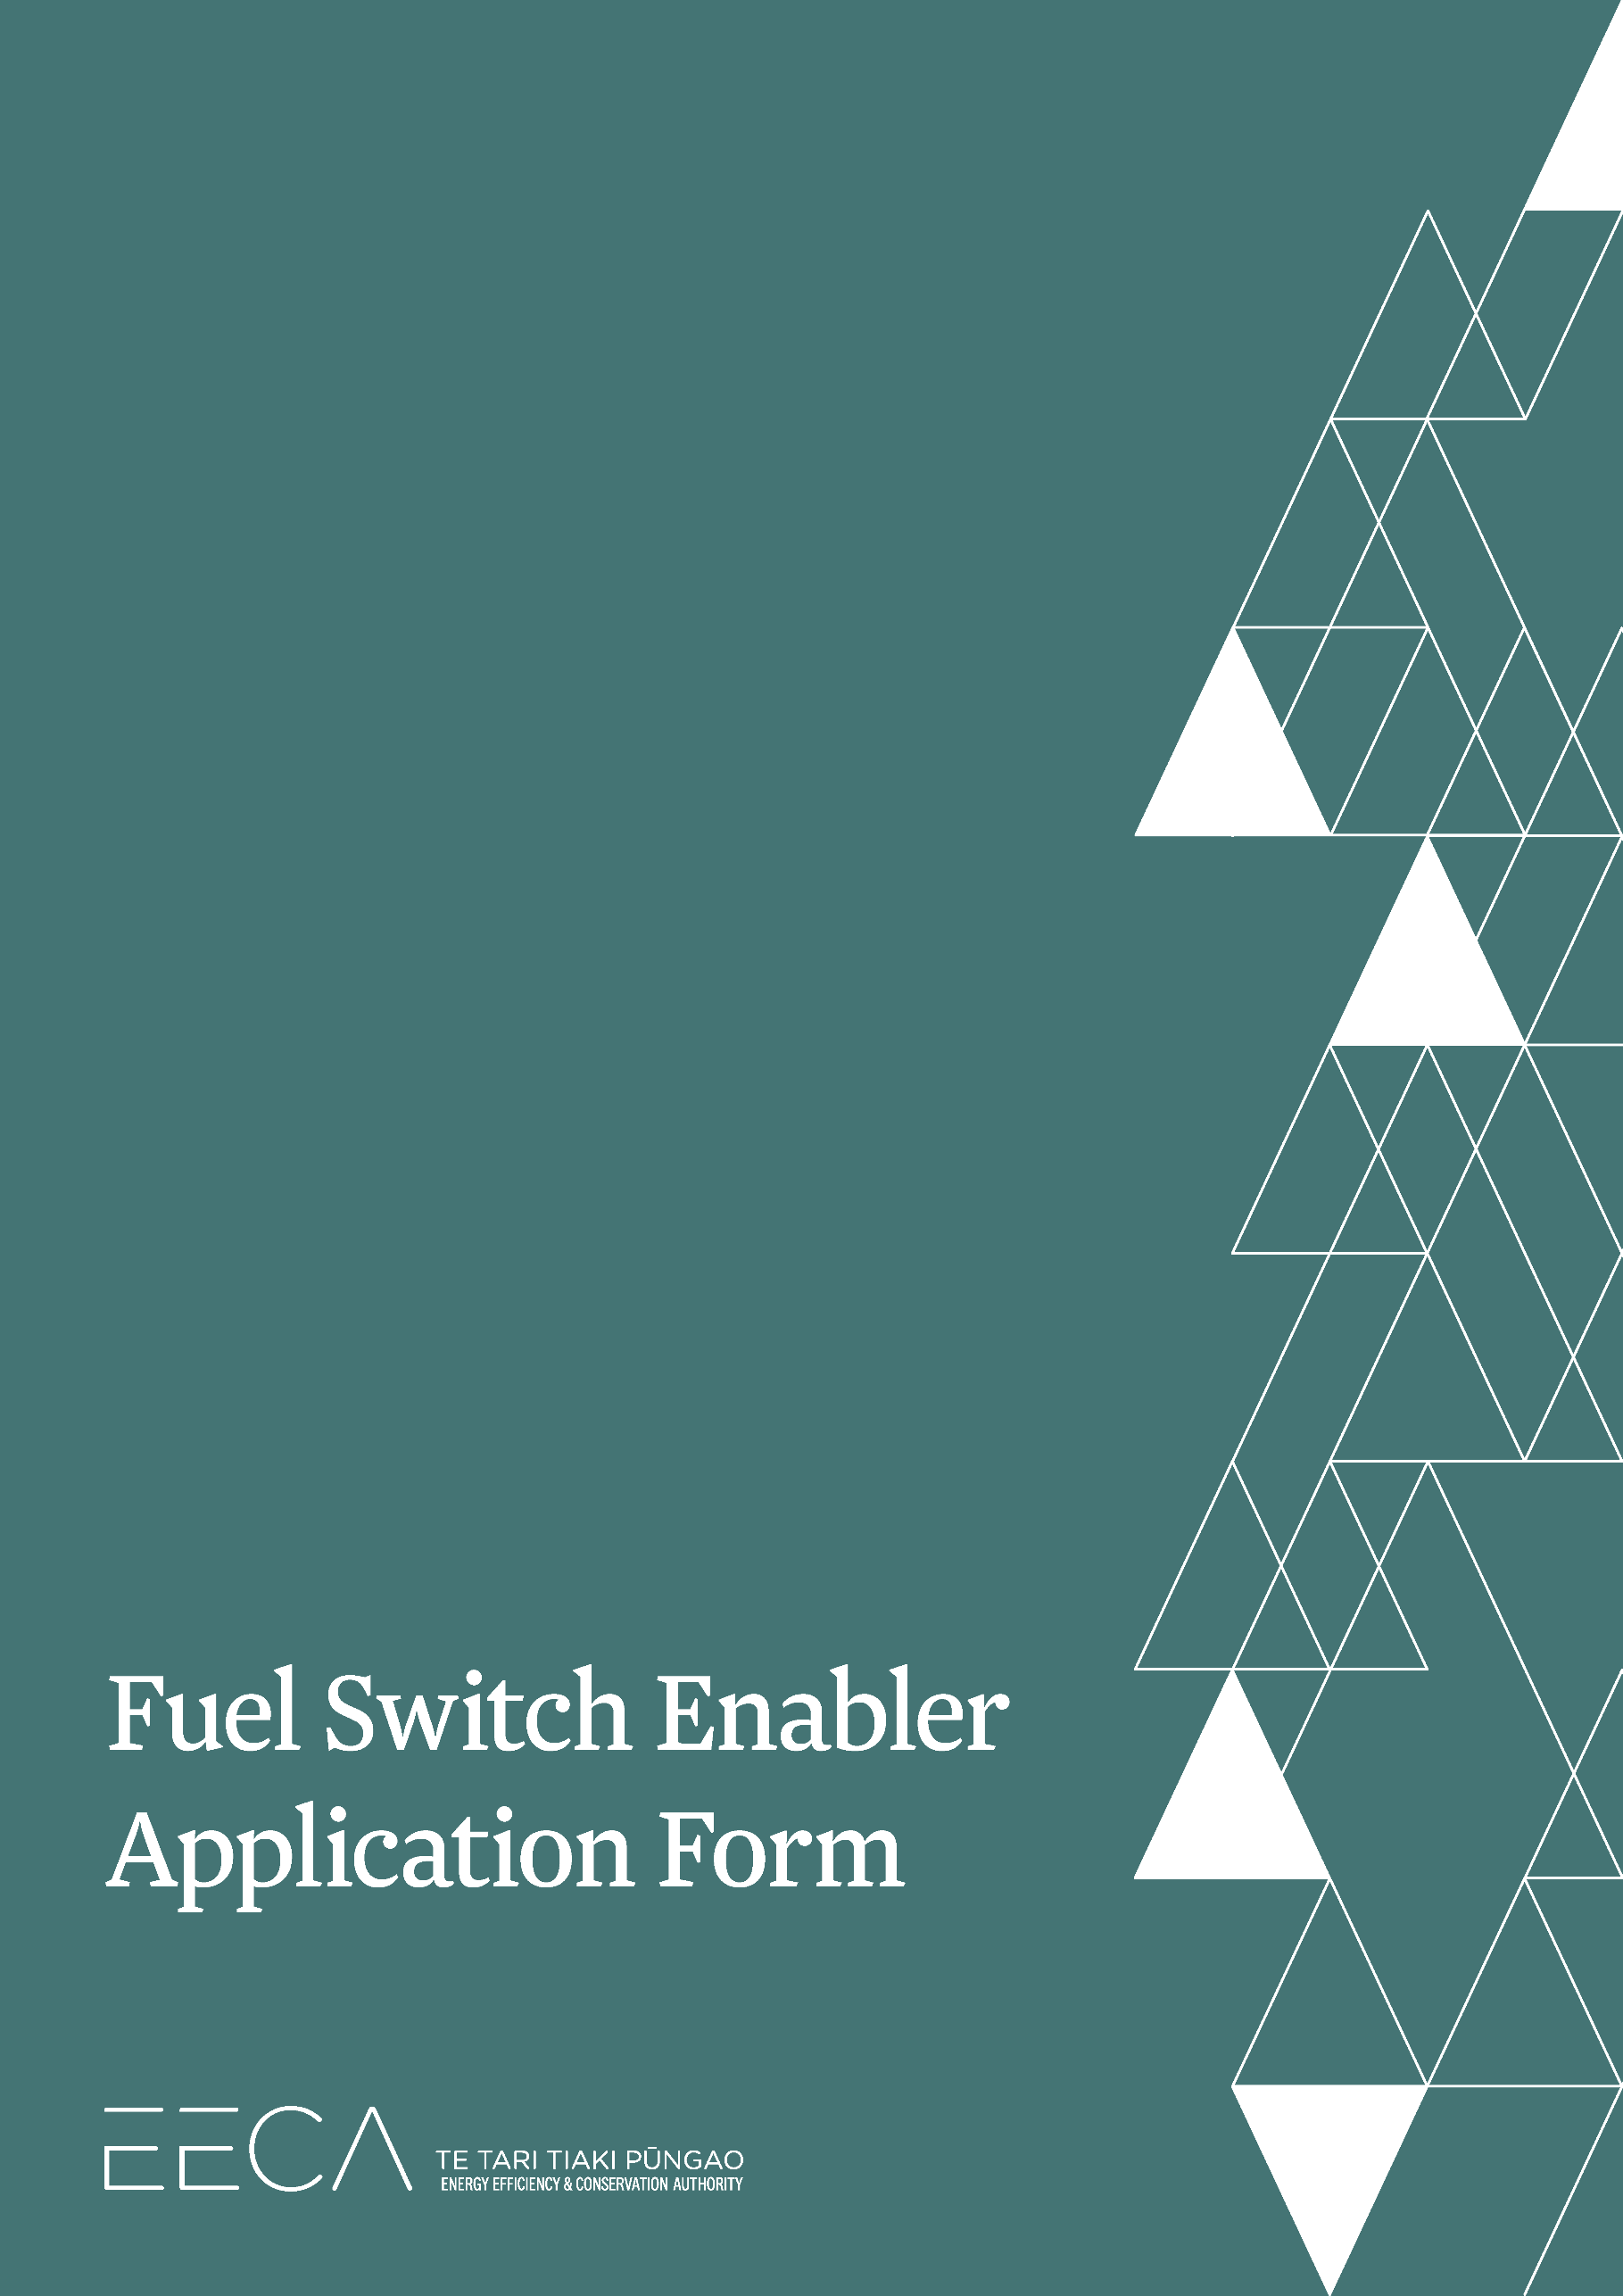 Fuel Switch Enabler
Application Form
EECA
TE TARI TIAKI PŪNGAO
ENERGY EFFICIENCY & CONSERVATION AUTHORITY